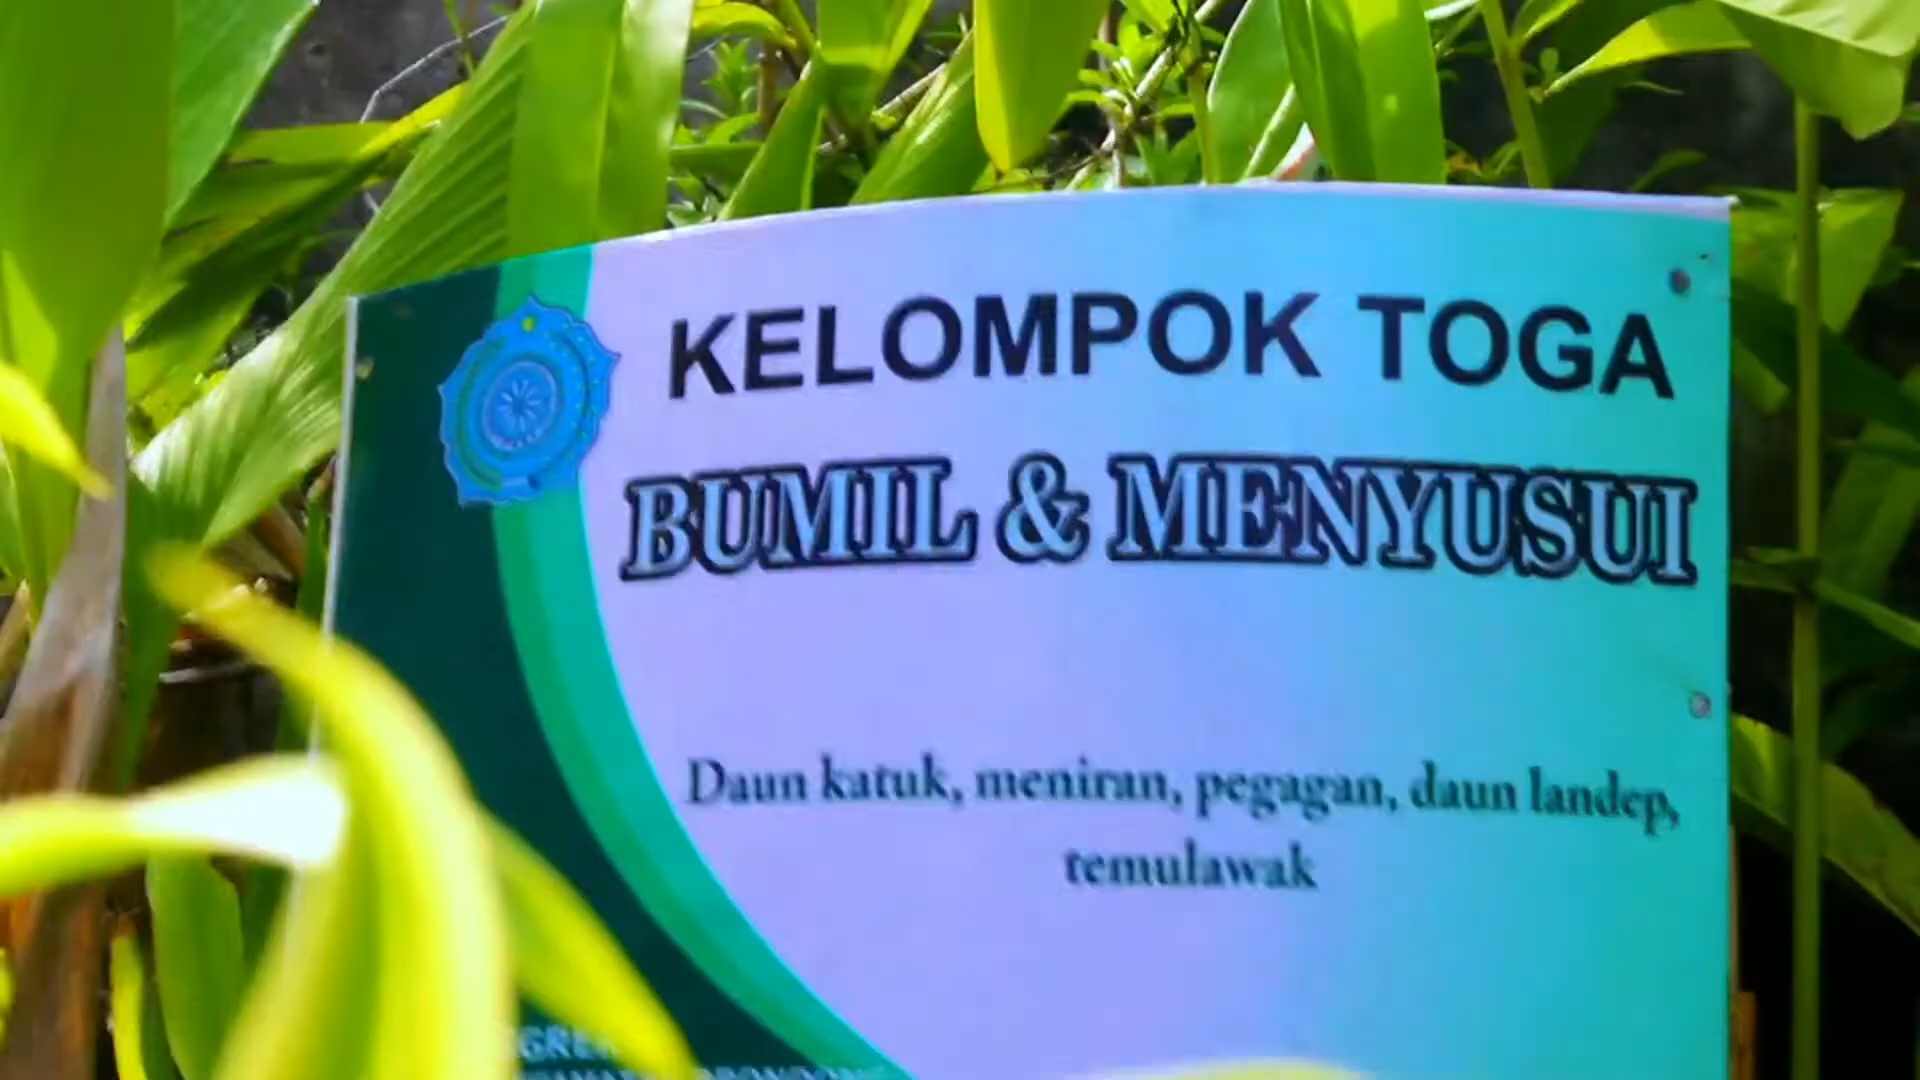 KELOMPOK TOGA
BUMIL & MENYUSUI
Daun katuk, meniran, pegagan, daun landep,
temulawak